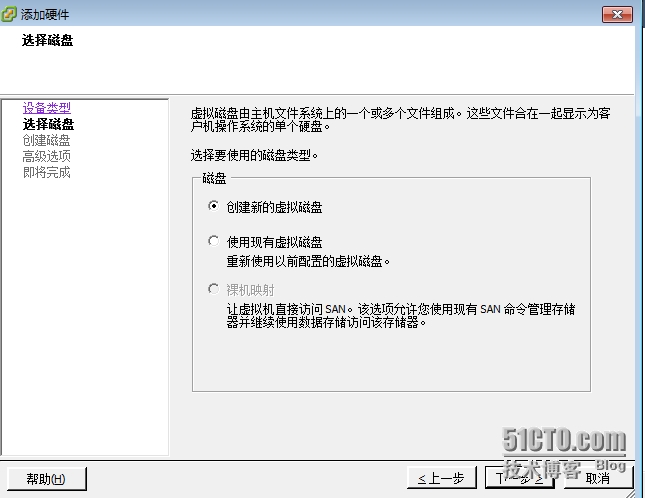 添加硬件
选择磁盘
设备类型
选择磁盘
创建磁盘
高级选项
即将完成
虚拟磁盘由主机文件系统上的一个或多个文件组成。这些文件合在一起显示为客
户机操作系统的单个硬盘。
选择要使用的磁盘类型。
磁盘
创建新的虚拟磁盘
使用现有虚拟磁盘
重新使用以前配置的虚拟磁盘。
裸机映射
让虚拟机直接访问 SAN。该选项允许您使用现有 SAN 命令管理存储
器并继续使用数据存储访问该存储器。
51CTO.com
技术博客 Blog
帮助(H)
≤上一步
下一步≥
取消